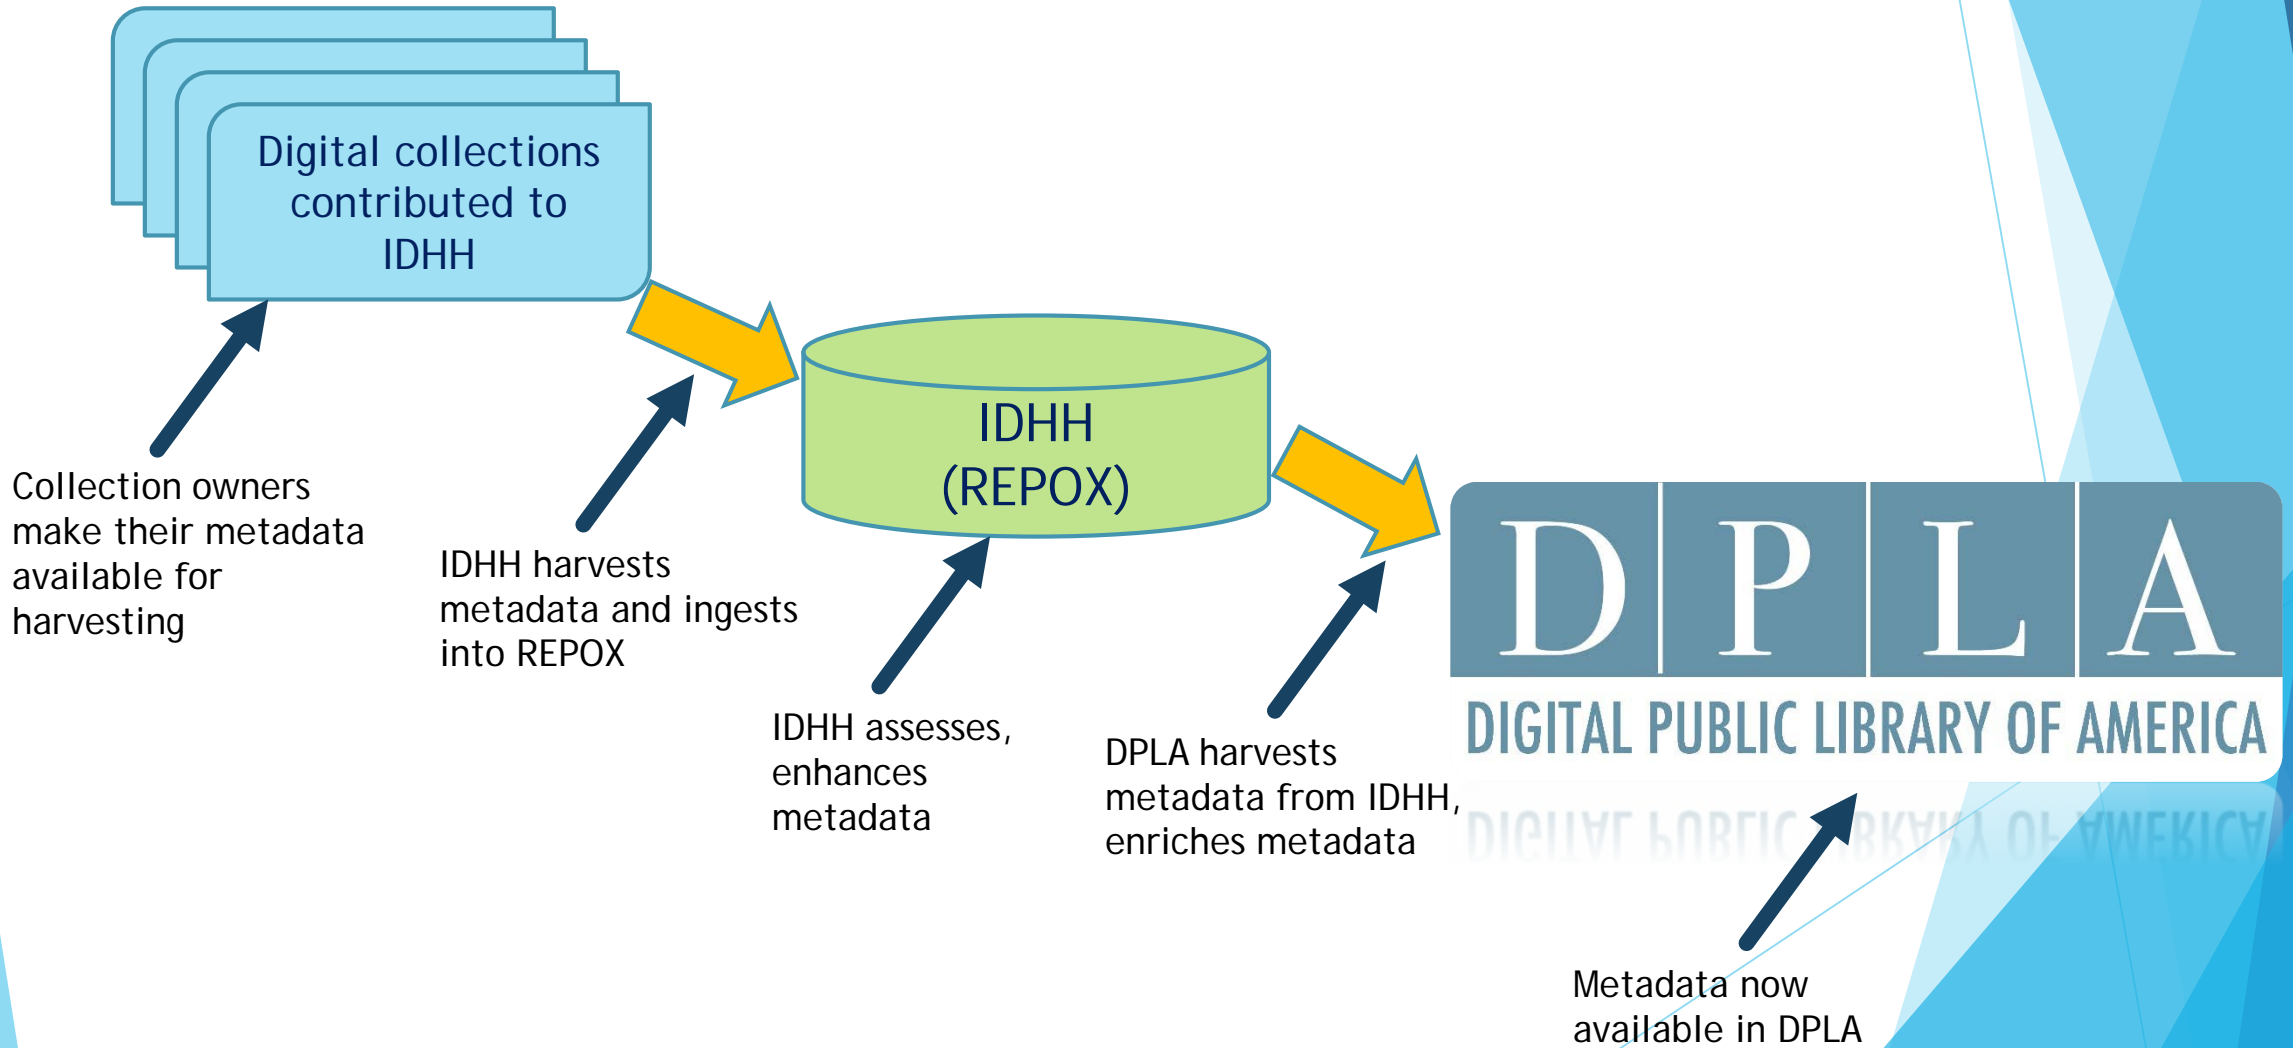 Digital collections
contributed to
IDHH
Collection owners
make their metadata
available for
harvesting
IDHH harvests
metadata and ingests
into REPOX
IDHH
(REPOX)
IDHH assesses,
enhances
metadata
DPLA harvests
metadata from IDHH,
enriches metadata
DPLA
DIGITAL PUBLIC LIBRARY OF AMERICA
Metadata now
available in DPLA